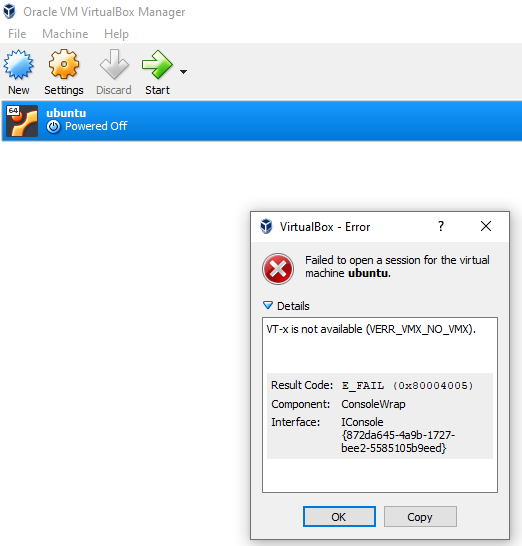 Oracle VM VirtualBox Manager
File Machine Help
New Settings Discard Start
64
ubuntu
Powered Off
VirtualBox - Error
?
Failed to open a session for the virtual
machine ubuntu.
Details
VT-x is not available (VERR_VMX_NO_VMX).
Result Code: E_FAIL (0x80004005)
Component: ConsoleWrap
Interface: IConsole
{872da645-4a9b-1727-
bee2-5585105b9eed}
OK Copy